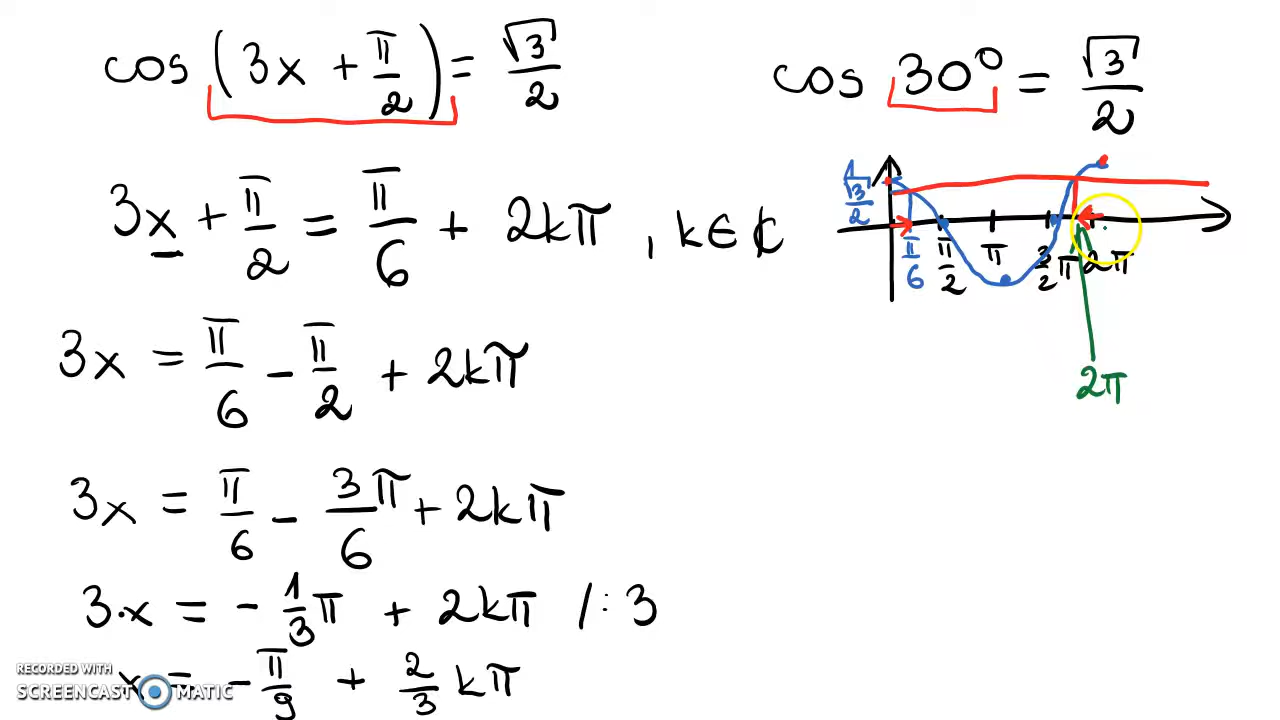 cos (3x + π/2) = √3/2
3x + π/2 = π/6 + 2kπ , k∈ℂ
3x = π/6 - π/2 + 2kπ
3x = π/6 - 3π/6 + 2kπ
3·x = - 1/3 π + 2kπ /: 3
x = - π/9 + 2/3 kπ
cos 30° = √3/2
1
√3/2
π/6 π/2 π 3/2 π 2π
2π
RECORDED WITH
SCREENCAST MATIC